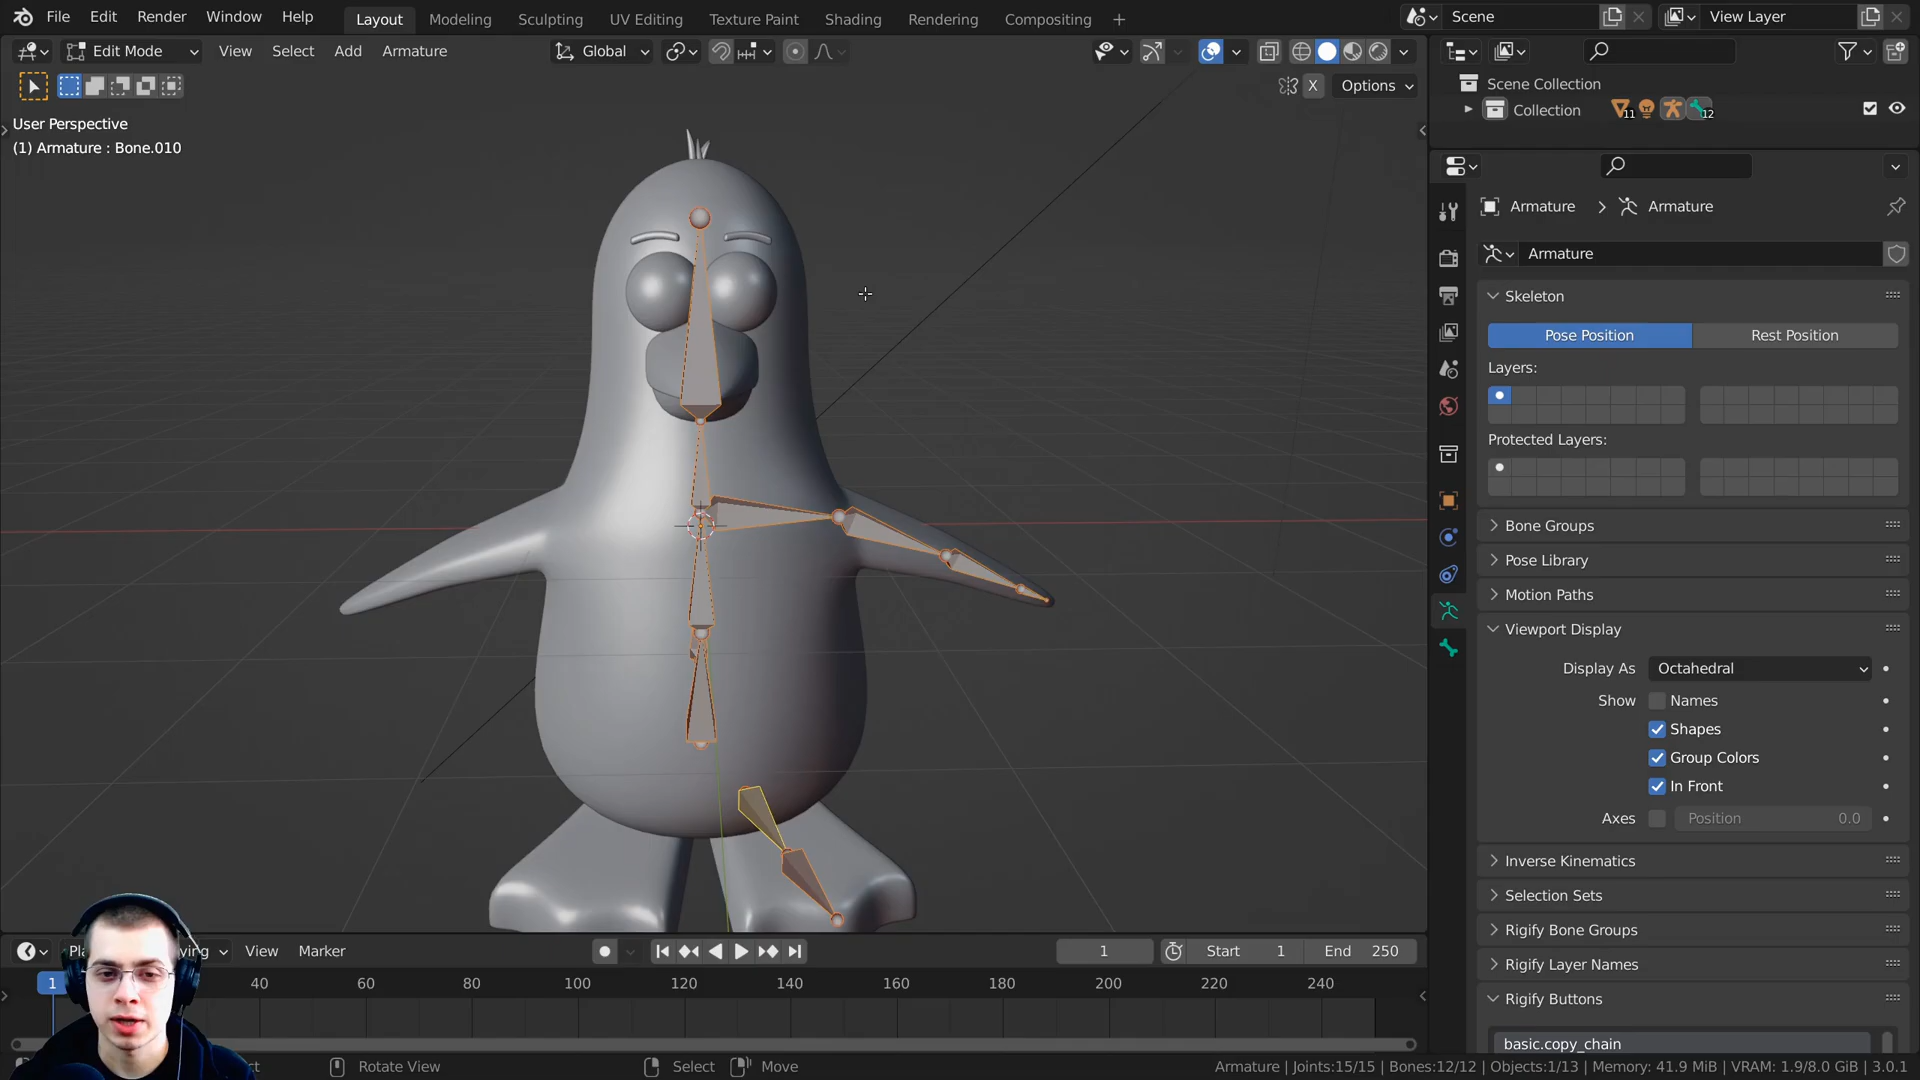 File Edit Render Window Help Layout Modeling Sculpting UV Editing Texture Paint Shading Rendering Compositing + Scene View Layer
Edit Mode View Select Add Armature Global
X Options
User Perspective
(1) Armature : Bone.010
Scene Collection
Collection 11 12
Armature > Armature
Armature
Skeleton
Pose Position Rest Position
Layers:
Protected Layers:
Bone Groups
Pose Library
Motion Paths
Viewport Display
Display As Octahedral
Show Names
Shapes
Group Colors
In Front
Axes Position 0.0
Inverse Kinematics
Selection Sets
Rigify Bone Groups
Rigify Layer Names
Rigify Buttons
basic.copy_chain
View Marker 1 Start 1 End 250
1 40 60 80 100 120 140 160 180 200 220 240
Rotate View Select Move Armature | Joints:15/15 | Bones:12/12 | Objects:1/13 | Memory: 41.9 MiB | VRAM: 1.9/8.0 GiB | 3.0.1